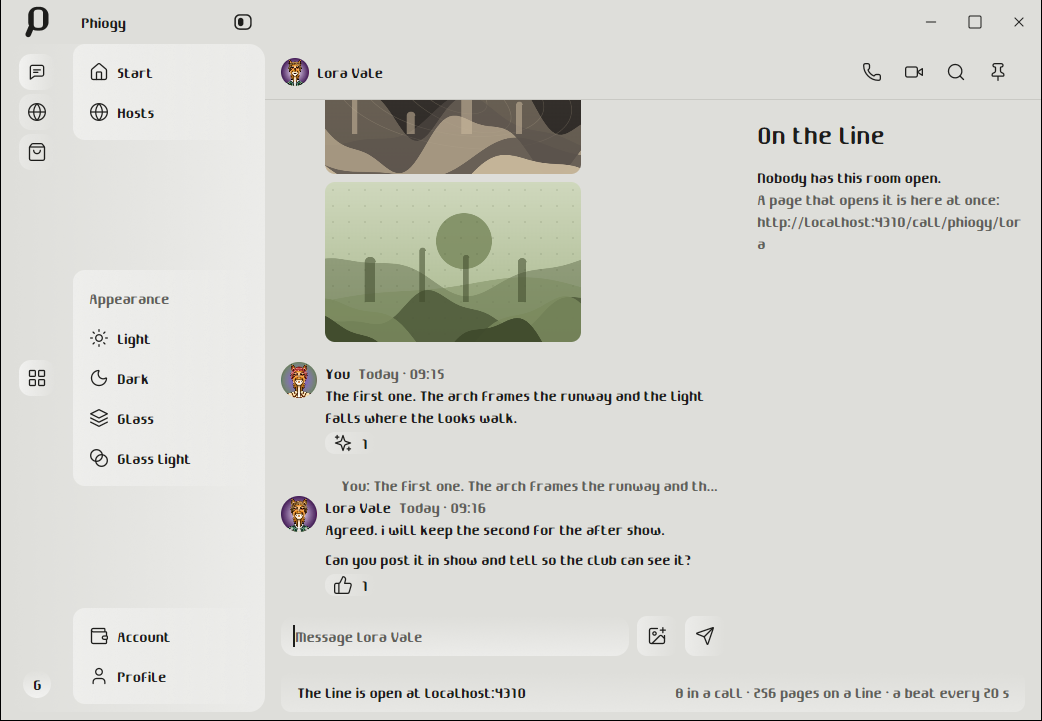 Phiogy
Start
Hosts
Appearance
Light
Dark
Glass
Glass Light
Account
Profile
6
Lora Vale
You Today · 09:15
The first one. The arch frames the runway and the light
falls where the looks walk.
1
You: The first one. The arch frames the runway and th...
Lora Vale Today · 09:16
Agreed. i will keep the second for the after show.
Can you post it in show and tell so the club can see it?
1
Message Lora Vale
On the Line
Nobody has this room open.
A page that opens it is here at once:
http://localhost:4310/call/phiogy/lor
a
The Line is open at localhost:4310
0 in a call · 256 pages on a line · a beat every 20 s